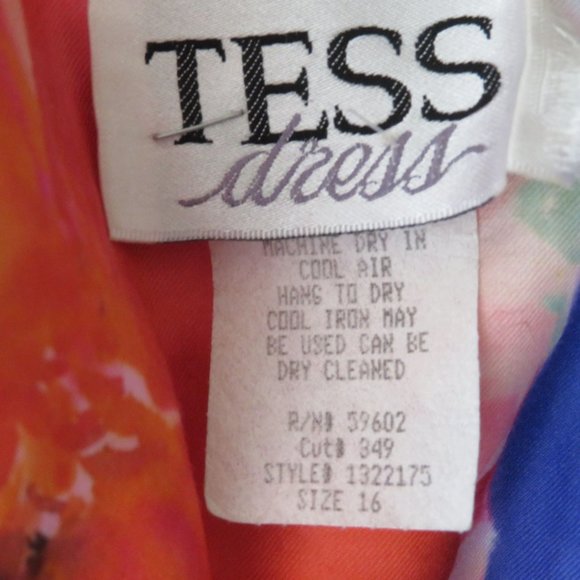 TESS
dress
MACHINE DRY IN
COOL AIR
HANG TO DRY
COOL IRON MAY
BE USED CAN BE
DRY CLEANED
R/N# 59602
Cut# 349
STYLE# 1322175
SIZE 16